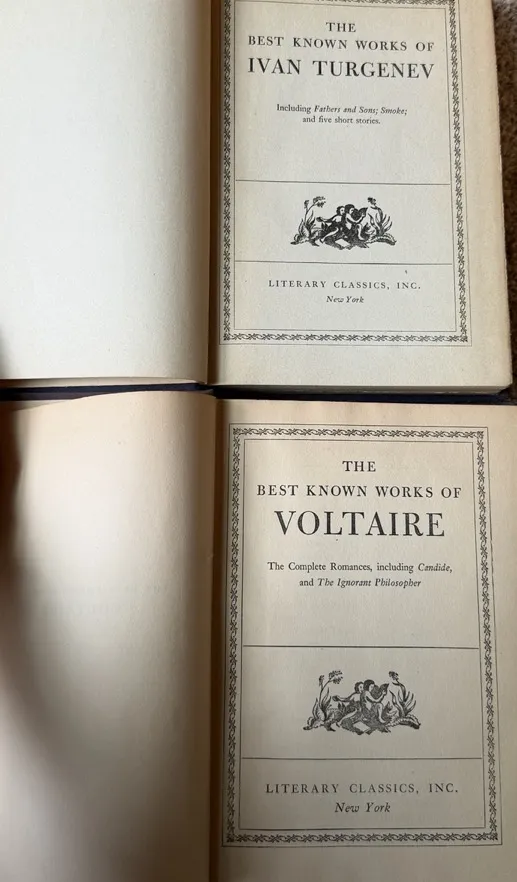 THE
BEST KNOWN WORKS OF
IVAN TURGENEV
Including Fathers and Sons; Smoke;
and five short stories.
LITERARY CLASSICS, INC.
New York
THE
BEST KNOWN WORKS OF
VOLTAIRE
The Complete Romances, including Candide,
and The Ignorant Philosopher
LITERARY CLASSICS, INC.
New York